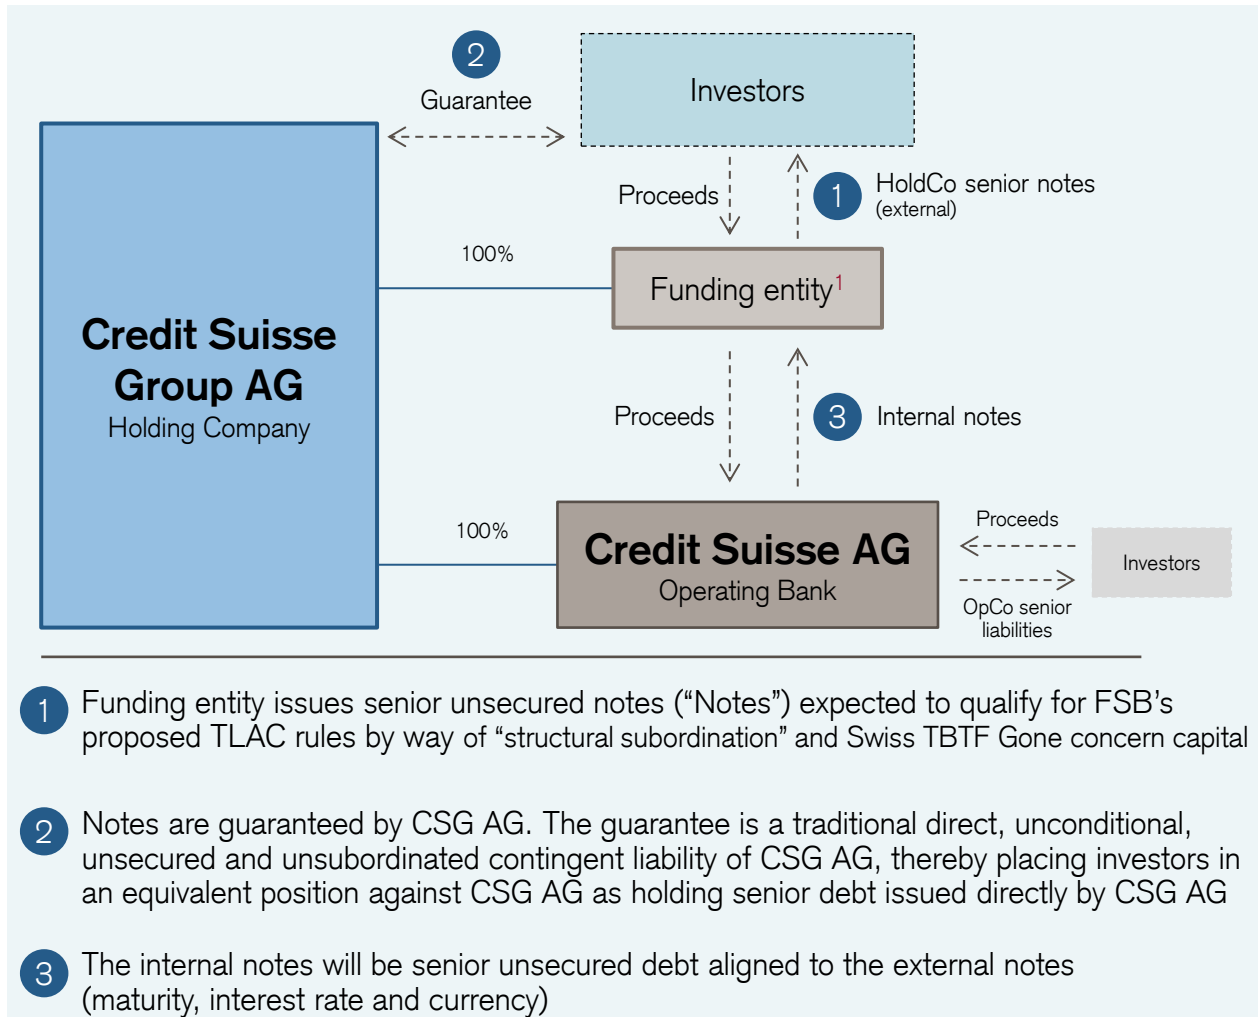 2
Guarantee
Investors
Proceeds
1
HoldCo senior notes
(external)
100%
Funding entity1
Credit Suisse
Group AG
Holding Company
Proceeds
3
Internal notes
100%
Credit Suisse AG
Operating Bank
Proceeds
Investors
OpCo senior
liabilities
1
Funding entity issues senior unsecured notes (“Notes”) expected to qualify for FSB’s
proposed TLAC rules by way of “structural subordination” and Swiss TBTF Gone concern capital
2
Notes are guaranteed by CSG AG. The guarantee is a traditional direct, unconditional,
unsecured and unsubordinated contingent liability of CSG AG, thereby placing investors in
an equivalent position against CSG AG as holding senior debt issued directly by CSG AG
3
The internal notes will be senior unsecured debt aligned to the external notes
(maturity, interest rate and currency)